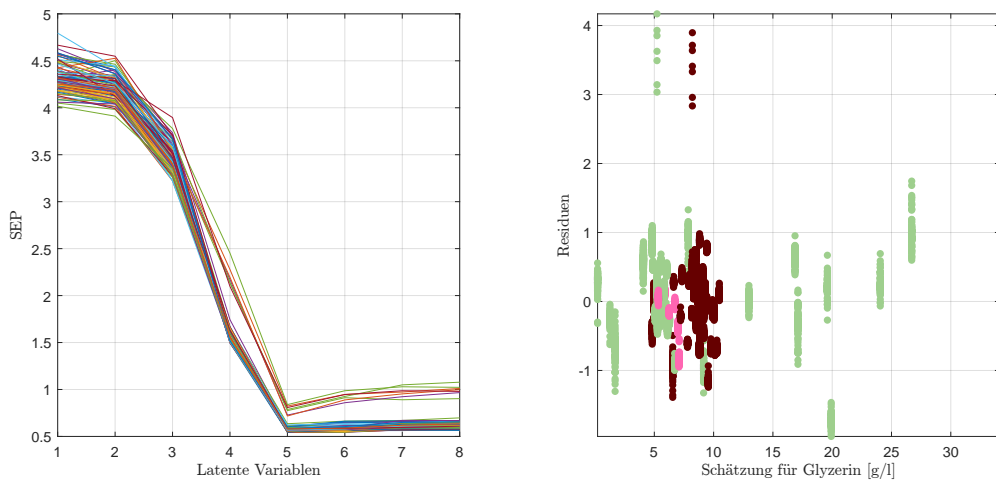 5
4.5
4
3.5
3
2.5
2
1.5
1
0.5
SEP
1 2 3 4 5 6 7 8
Latente Variablen
4
3
2
1
0
-1
Residuen
5 10 15 20 25 30
Schätzung für Glyzerin [g/l]